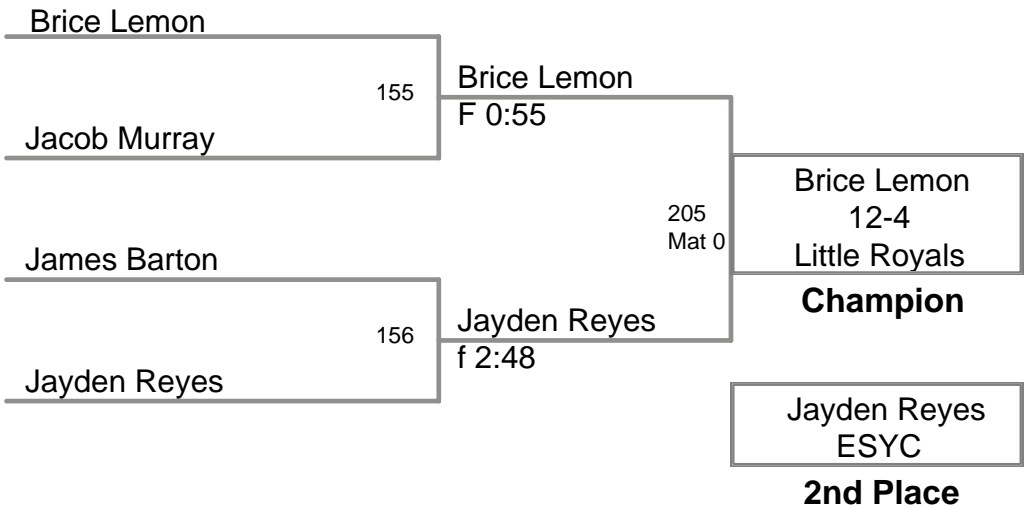 Brice Lemon
155
Brice Lemon
F 0:55
Jacob Murray
205
Mat 0
Brice Lemon
12-4
Little Royals
Champion
James Barton
156
Jayden Reyes
f 2:48
Jayden Reyes
Jayden Reyes
ESYC
2nd Place